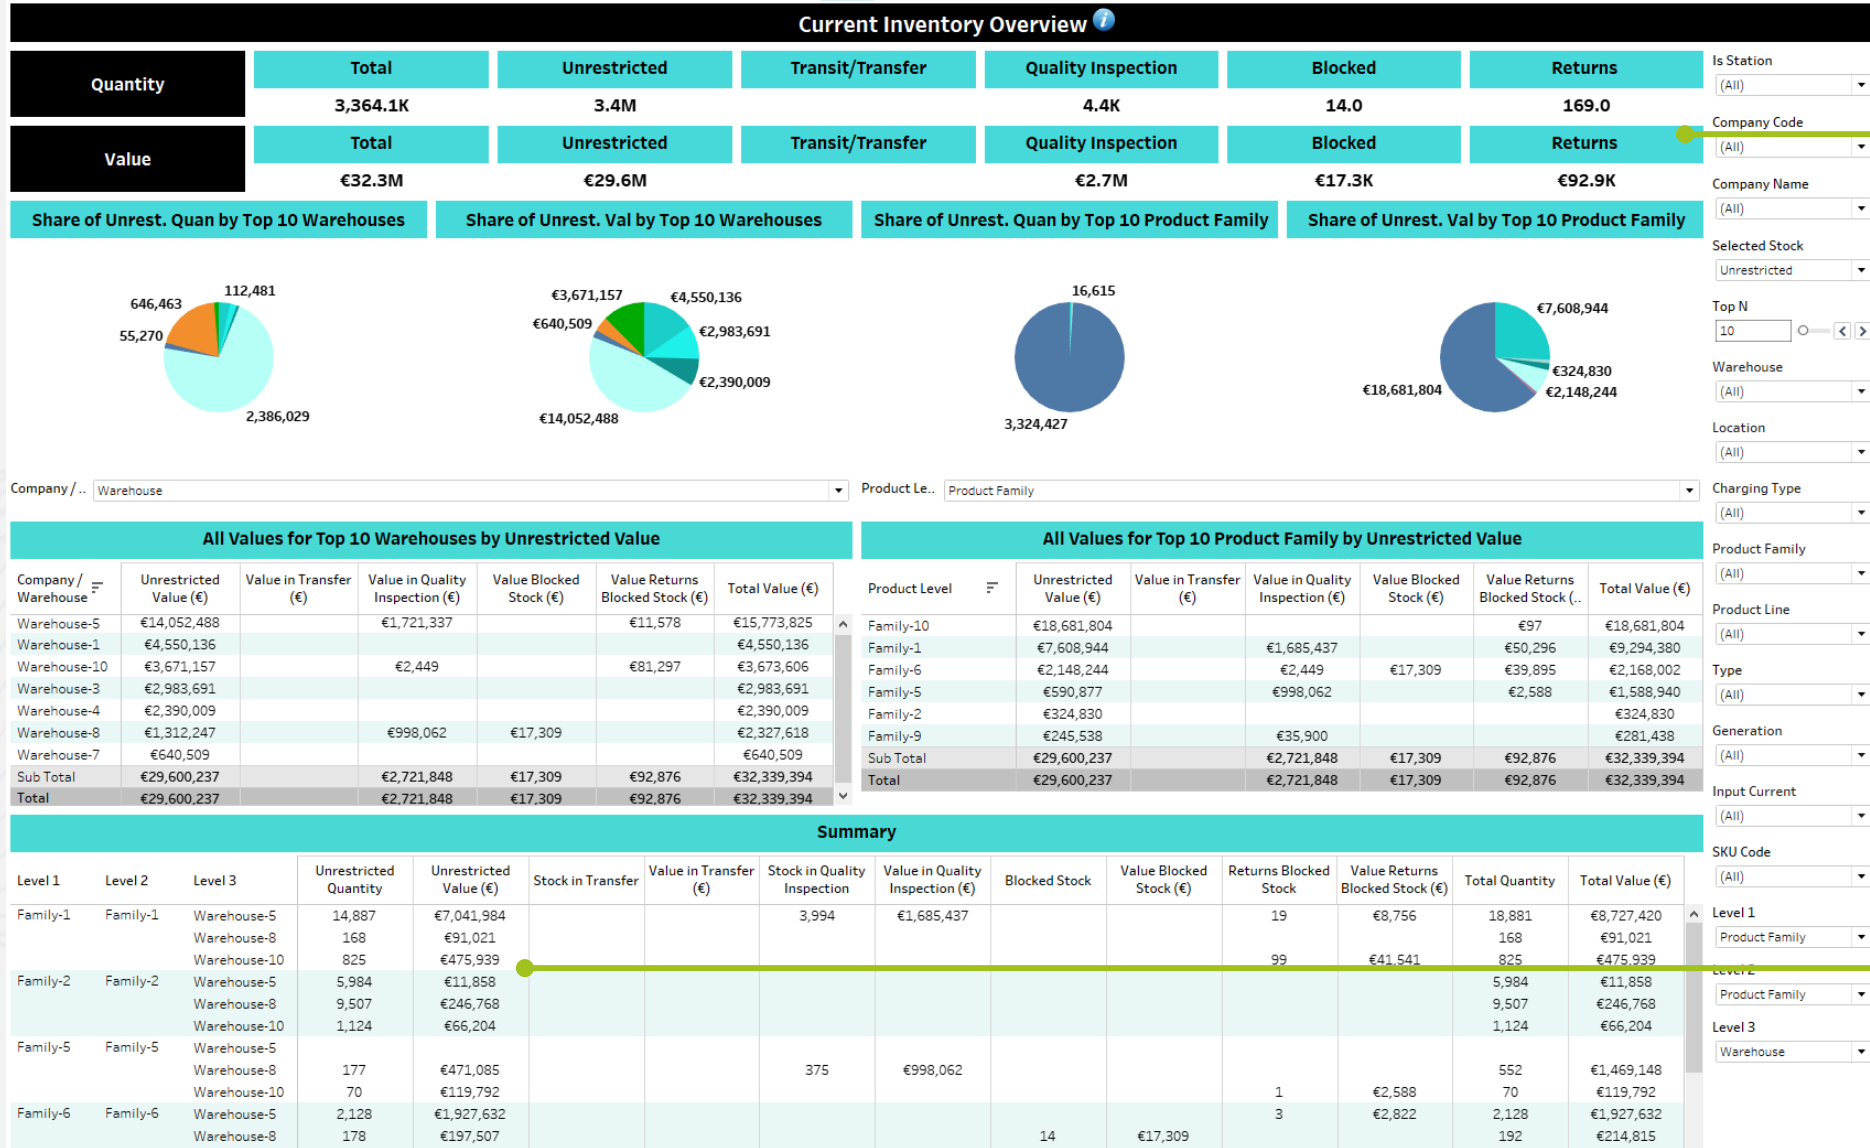 Current Inventory Overview
Quantity
Total Unrestricted Transit/Transfer Quality Inspection Blocked Returns
3,364.1K 3.4M 4.4K 14.0 169.0
Value
Total Unrestricted Transit/Transfer Quality Inspection Blocked Returns
€32.3M €29.6M €2.7M €17.3K €92.9K
Share of Unrest. Quan by Top 10 Warehouses
112,481
646,463
55,270
2,386,029
Share of Unrest. Val by Top 10 Warehouses
€3,671,157
€4,550,136
€640,509
€2,983,691
€2,390,009
€14,052,488
Share of Unrest. Quan by Top 10 Product Family
16,615
3,324,427
Share of Unrest. Val by Top 10 Product Family
€7,608,944
€324,830
€18,681,804
€2,148,244
Company / .. Warehouse
Product Le.. Product Family
All Values for Top 10 Warehouses by Unrestricted Value
Company / Warehouse Unrestricted Value (€) Value in Transfer (€) Value in Quality Inspection (€) Value Blocked Stock (€) Value Returns Blocked Stock (€) Total Value (€)
Warehouse-5 €14,052,488 €1,721,337 €11,578 €15,773,825
Warehouse-1 €4,550,136 €4,550,136
Warehouse-10 €3,671,157 €2,449 €81,297 €3,673,606
Warehouse-3 €2,983,691 €2,983,691
Warehouse-4 €2,390,009 €2,390,009
Warehouse-8 €1,312,247 €998,062 €17,309 €2,327,618
Warehouse-7 €640,509 €640,509
Sub Total €29,600,237 €2,721,848 €17,309 €92,876 €32,339,394
Total €29,600,237 €2,721,848 €17,309 €92,876 €32,339,394
All Values for Top 10 Product Family by Unrestricted Value
Product Level Unrestricted Value (€) Value in Transfer (€) Value in Quality Inspection (€) Value Blocked Stock (€) Value Returns Blocked Stock (.. Total Value (€)
Family-10 €18,681,804 €97 €18,681,804
Family-1 €7,608,944 €1,685,437 €50,296 €9,294,380
Family-6 €2,148,244 €2,449 €17,309 €39,895 €2,168,002
Family-5 €590,877 €998,062 €2,588 €1,588,940
Family-2 €324,830 €324,830
Family-9 €245,538 €35,900 €281,438
Sub Total €29,600,237 €2,721,848 €17,309 €92,876 €32,339,394
Total €29,600,237 €2,721,848 €17,309 €92,876 €32,339,394
Summary
Level 1 Level 2 Level 3 Unrestricted Quantity Unrestricted Value (€) Stock in Transfer Value in Transfer (€) Stock in Quality Inspection Value in Quality Inspection (€) Blocked Stock Value Blocked Stock (€) Returns Blocked Stock Value Returns Blocked Stock (€) Total Quantity Total Value (€)
Family-1 Family-1 Warehouse-5 14,887 €7,041,984 3,994 €1,685,437 19 €8,756 18,881 €8,727,420
Warehouse-8 168 €91,021 168 €91,021
Warehouse-10 825 €475,939 99 €41,541 825 €475,939
Family-2 Family-2 Warehouse-5 5,984 €11,858 5,984 €11,858
Warehouse-8 9,507 €246,768 9,507 €246,768
Warehouse-10 1,124 €66,204 1,124 €66,204
Family-5 Family-5 Warehouse-5
Warehouse-8 177 €471,085 375 €998,062 552 €1,469,148
Warehouse-10 70 €119,792 1 €2,588 70 €119,792
Family-6 Family-6 Warehouse-5 2,128 €1,927,632 3 €2,822 2,128 €1,927,632
Warehouse-8 178 €197,507 14 €17,309 192 €214,815
Is Station
(All)
Company Code
(All)
Company Name
(All)
Selected Stock
Unrestricted
Top N
10
Warehouse
(All)
Location
(All)
Charging Type
(All)
Product Family
(All)
Product Line
(All)
Type
(All)
Generation
(All)
Input Current
(All)
SKU Code
(All)
Level 1
Product Family
Level 2
Product Family
Level 3
Warehouse